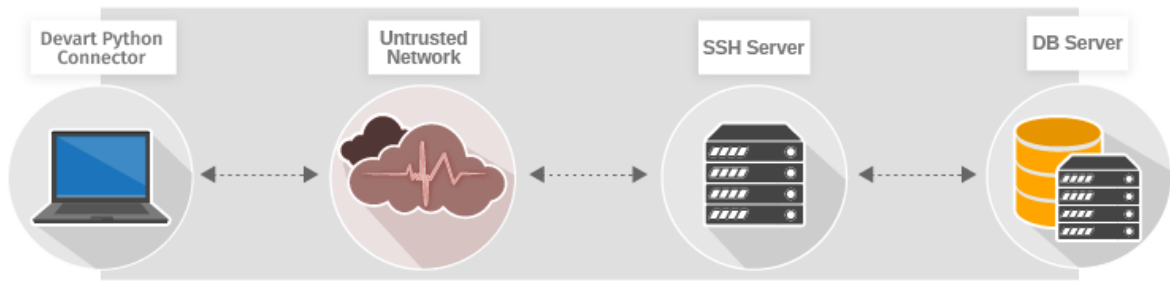 Devart Python
Connector
Untrusted
Network
SSH Server
DB Server